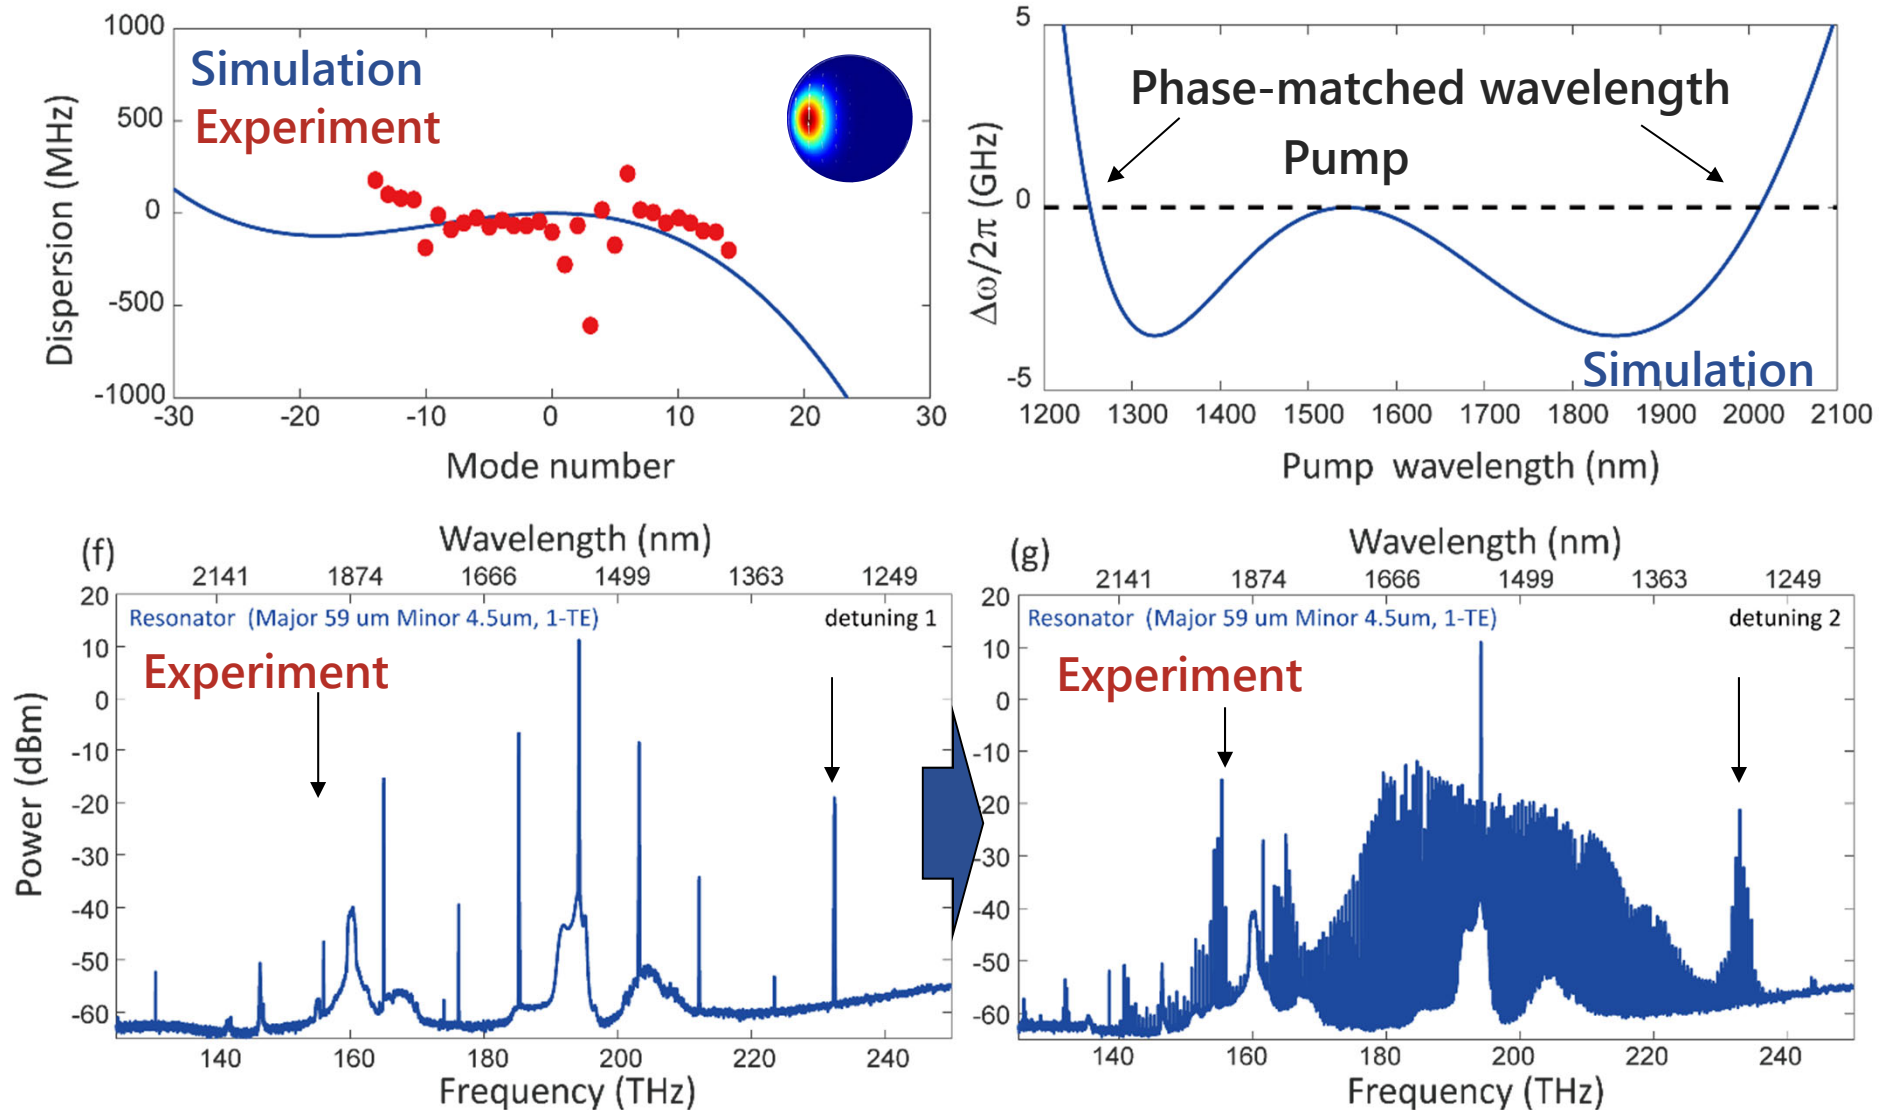 1000
500
0
-500
-1000
Dispersion (MHz)
Simulation
Experiment
-30 -20 -10 0 10 20 30
Mode number
5
0
-5
Δω/2π (GHz)
Phase-matched wavelength
Pump
Simulation
1200 1300 1400 1500 1600 1700 1800 1900 2000 2100
Pump wavelength (nm)
(f)
Wavelength (nm)
2141 1874 1666 1499 1363 1249
20
10
0
-10
-20
-30
-40
-50
-60
Power (dBm)
Resonator (Major 59 um Minor 4.5um, 1-TE)
detuning 1
Experiment
140 160 180 200 220 240
Frequency (THz)
(g)
Wavelength (nm)
2141 1874 1666 1499 1363 1249
20
10
0
-10
-20
-30
-40
-50
-60
Resonator (Major 59 um Minor 4.5um, 1-TE)
detuning 2
Experiment
140 160 180 200 220 240
Frequency (THz)